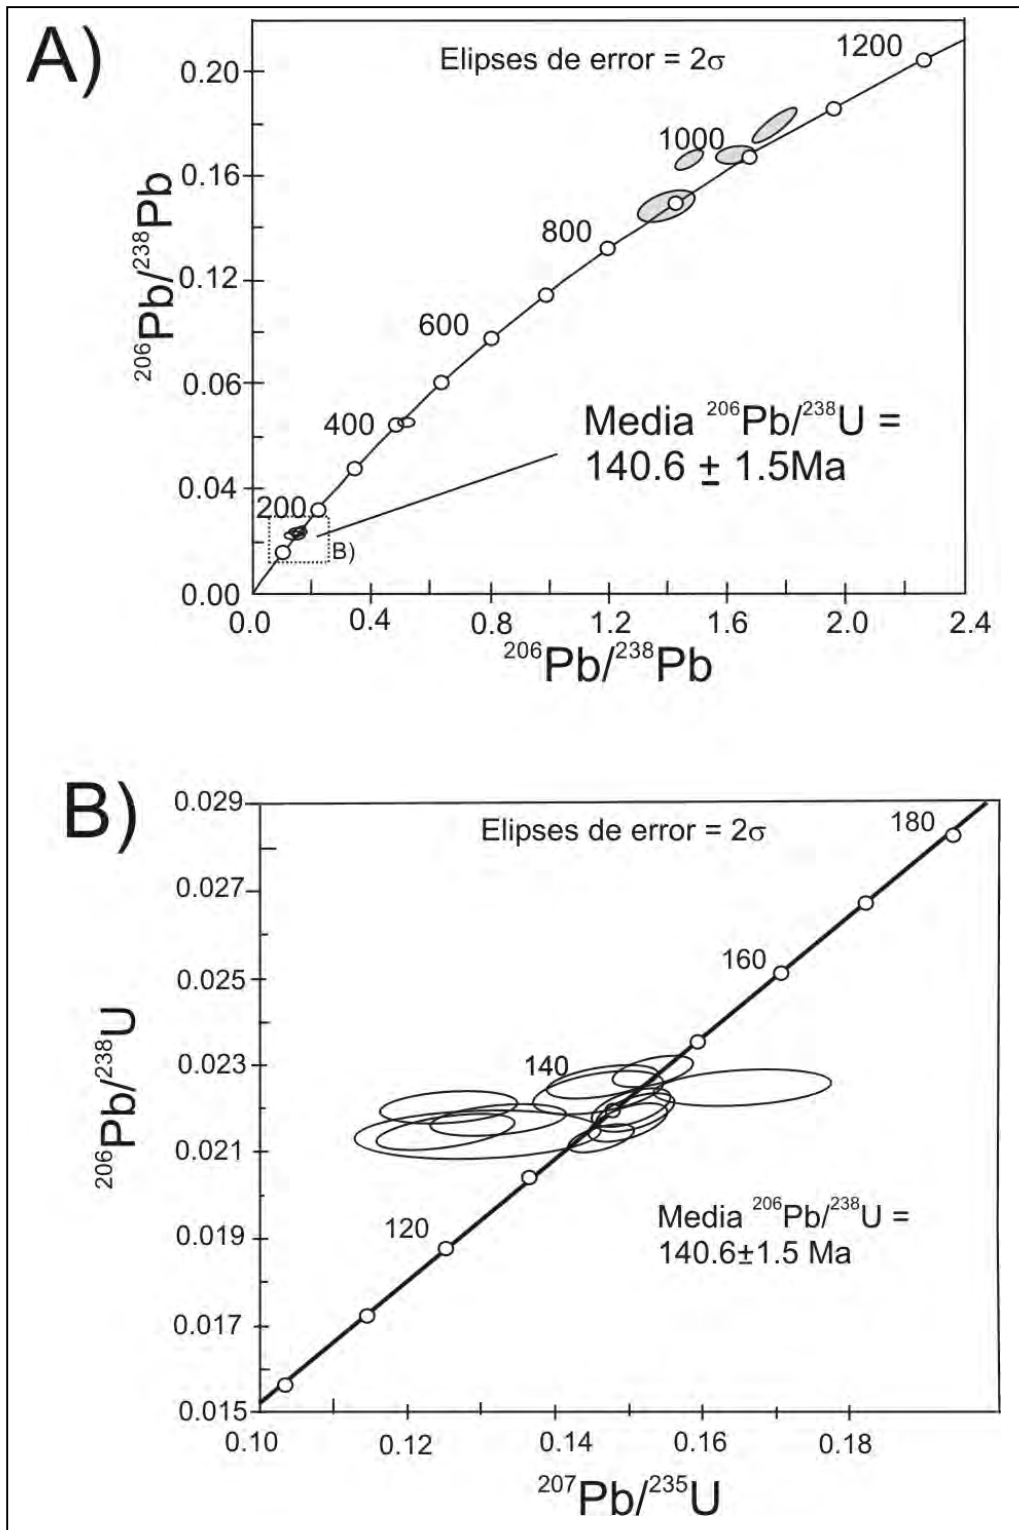 A)
Elipses de error = 2σ
1200
0.20
1000
0.16
²⁰⁶Pb/²³⁸Pb
800
0.12
600
0.06
400
Media ²⁰⁶Pb/²³⁸U =
140.6 ± 1.5Ma
0.04
200
B)
0.00
0.0 0.4 0.8 1.2 1.6 2.0 2.4
²⁰⁶Pb/²³⁸Pb
B)
0.029
Elipses de error = 2σ
180
0.027
160
0.025
²⁰⁶Pb/²³⁸U
0.023
140
0.021
120
0.019
Media ²⁰⁶Pb/²³⁸U =
140.6±1.5 Ma
0.017
0.015
0.10 0.12 0.14 0.16 0.18
²⁰⁷Pb/²³⁵U